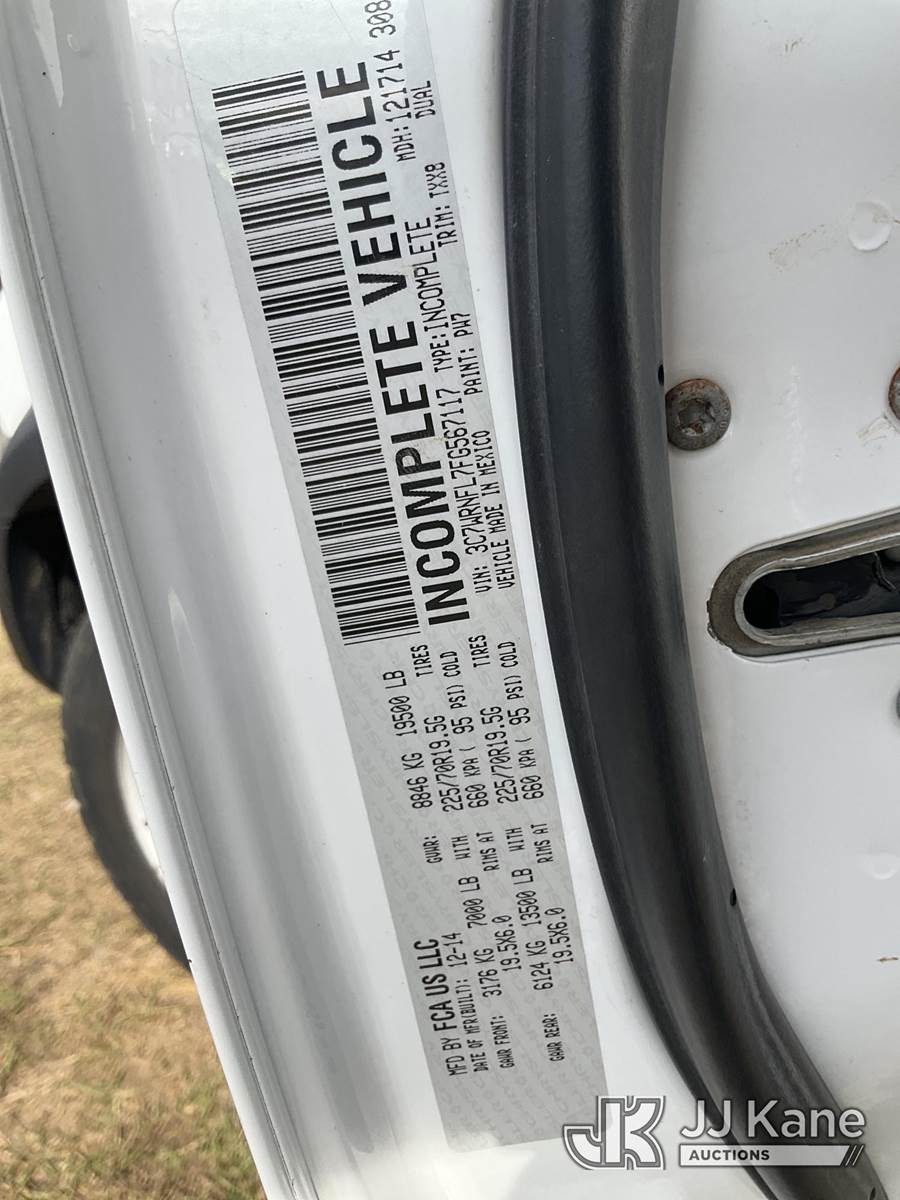 MFD BY FCA US LLC
DATE OF MFR(BUILT): 12-14 GVWR: 8846 KG 19500 LB
GAWR FRONT: 3176 KG 7000 LB WITH 225/70R19.5G TIRES
19.5X6.0 RIMS AT 660 KPA ( 95 PSI) COLD
GAWR REAR: 6124 KG 13500 LB WITH 225/70R19.5G TIRES
19.5X6.0 RIMS AT 660 KPA ( 95 PSI) COLD
INCOMPLETE VEHICLE
MDH: 121714 308
VIN: 3C7WRNFL7FG567117 TYPE: INCOMPLETE DUAL
VEHICLE MADE IN MEXICO PAINT: PW7 TRIM: TXX8
JK JJ Kane
AUCTIONS